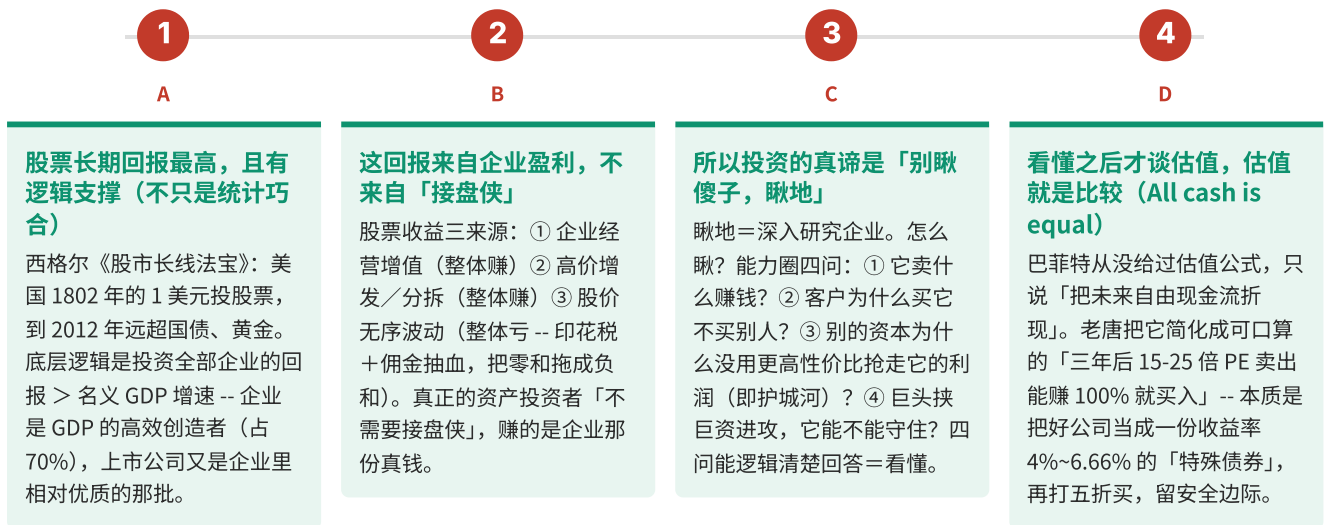 1
A
股票长期回报最高，且有
逻辑支撑（不只是统计巧
合）
西格尔《股市长线法宝》：美
国 1802 年的 1 美元投股票，
到 2012 年远超国债、黄金。
底层逻辑是投资全部企业的回
报 ＞ 名义 GDP 增速 -- 企业
是 GDP 的高效创造者（占
70%），上市公司又是企业里
相对优质的那批。
2
B
这回报来自企业盈利，不
来自「接盘侠」
股票收益三来源：① 企业经
营增值（整体赚）② 高价增
发／分拆（整体赚）③ 股价
无序波动（整体亏 -- 印花税
＋佣金抽血，把零和拖成负
和）。真正的资产投资者「不
需要接盘侠」，赚的是企业那
份真钱。
3
C
所以投资的真谛是「别瞅
傻子，瞅地」
瞅地＝深入研究企业。怎么
瞅？能力圈四问：① 它卖什
么赚钱？② 客户为什么买它
不买别人？③ 别的资本为什
么没用更高性价比抢走它的利
润（即护城河）？④ 巨头挟
巨资进攻，它能不能守住？四
问能逻辑清楚回答＝看懂。
4
D
看懂之后才谈估值，估值
就是比较（All cash is
equal）
巴菲特从没给过估值公式，只
说「把未来自由现金流折
现」。老唐把它简化成可口算
的「三年后 15-25 倍 PE 卖出
能赚 100% 就买入」-- 本质是
把好公司当成一份收益率
4%~6.66% 的「特殊债券」，
再打五折买，留安全边际。